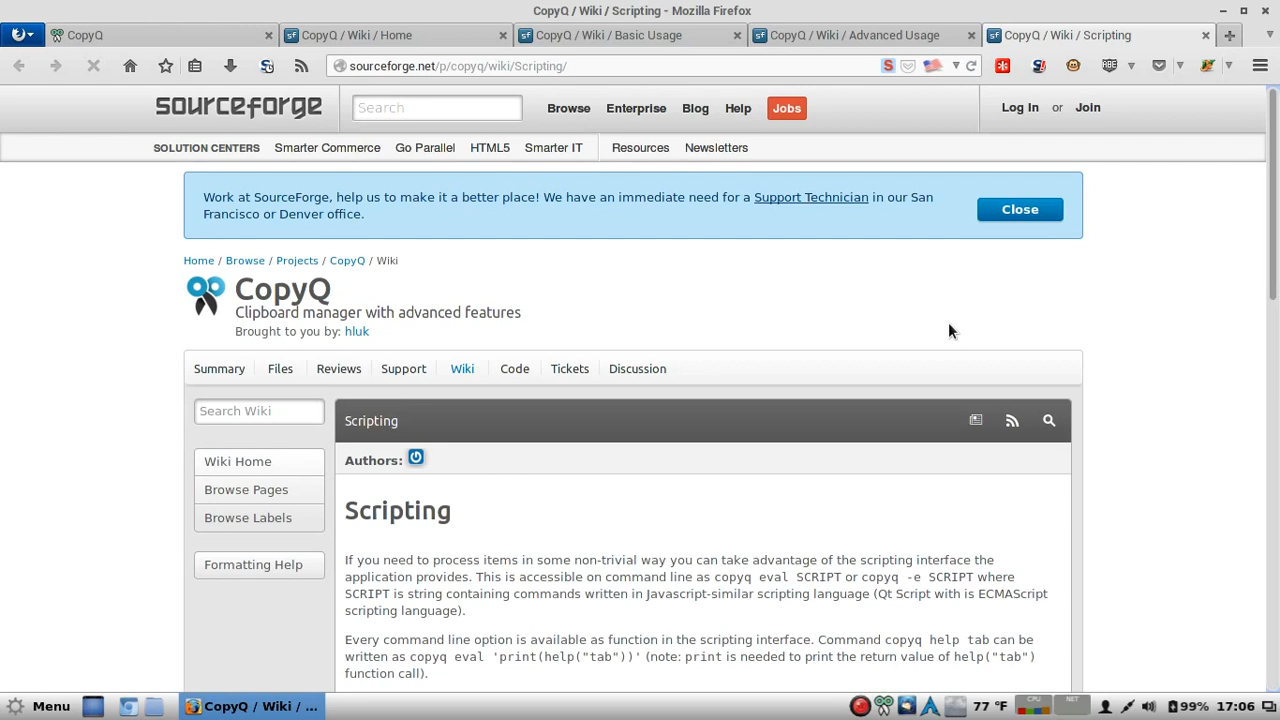 CopyQ / Wiki / Scripting - Mozilla Firefox
CopyQ
CopyQ / Wiki / Home
CopyQ / Wiki / Basic Usage
CopyQ / Wiki / Advanced Usage
CopyQ / Wiki / Scripting
sourceforge.net/p/copyq/wiki/Scripting/
sourceforge
Search
Browse
Enterprise
Blog
Help
Jobs
Log In or Join
SOLUTION CENTERS
Smarter Commerce
Go Parallel
HTML5
Smarter IT
Resources
Newsletters
Work at SourceForge, help us to make it a better place! We have an immediate need for a Support Technician in our San
Francisco or Denver office.
Close
Home / Browse / Projects / CopyQ / Wiki
CopyQ
Clipboard manager with advanced features
Brought to you by: hluk
Summary
Files
Reviews
Support
Wiki
Code
Tickets
Discussion
Search Wiki
Wiki Home
Browse Pages
Browse Labels
Formatting Help
Scripting
Authors:
Scripting
If you need to process items in some non-trivial way you can take advantage of the scripting interface the
application provides. This is accessible on command line as copyq eval SCRIPT or copyq -e SCRIPT where
SCRIPT is string containing commands written in Javascript-similar scripting language (Qt Script with is ECMAScript
scripting language).
Every command line option is available as function in the scripting interface. Command copyq help tab can be
written as copyq eval 'print(help("tab"))' (note: print is needed to print the return value of help("tab")
function call).
Menu
CopyQ / Wiki / ...
77 °F
CPU
NET
99%
17:06